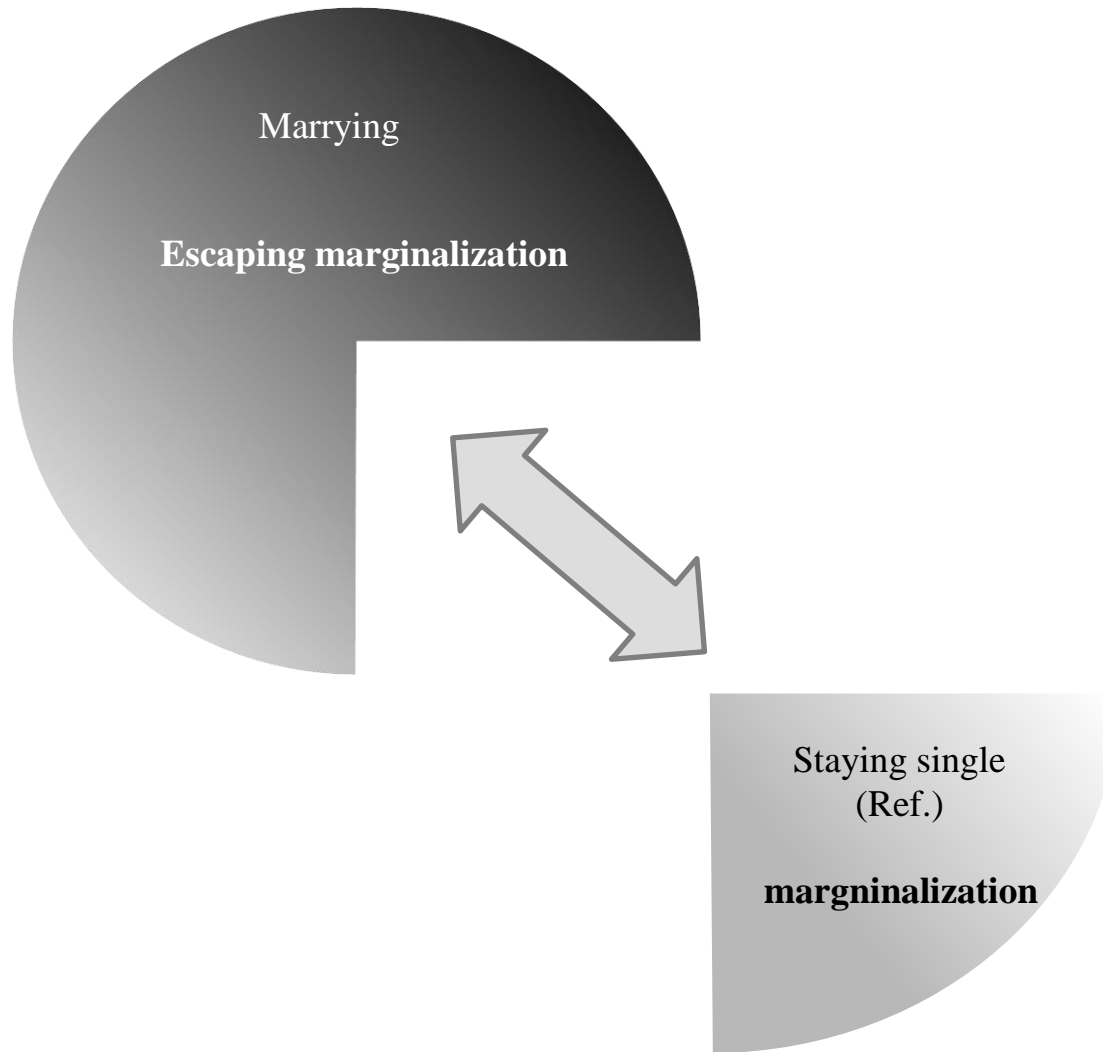 Marrying
Escaping marginalization
Staying single
(Ref.)
margninalization